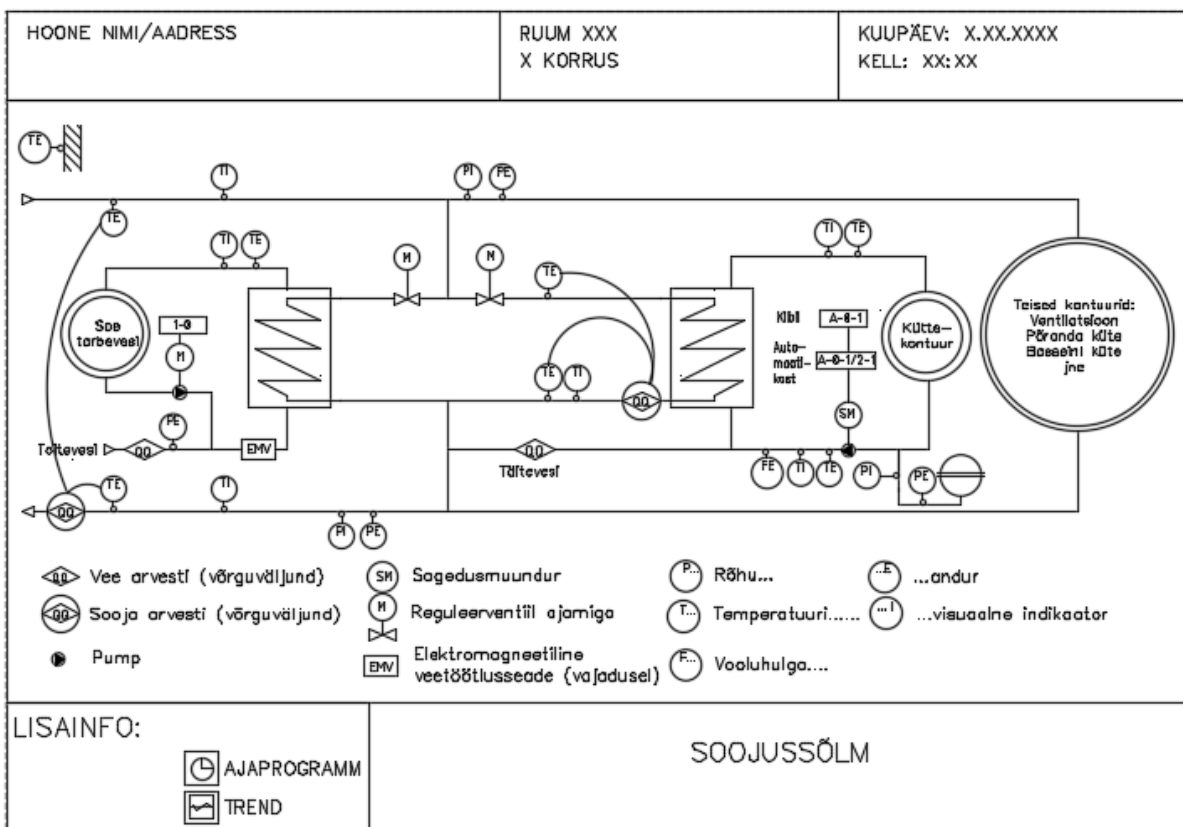 HOONE NIMI/AADRESS
RUUM XXX
X KORRUS
KUUPÄEV: X.XX.XXXX
KELL: XX:XX
TE
TI
PI
PE
TE
TI
TE
M
M
TE
TI
TE
Soe
tarbevesi
1-0
M
Kibil
A-0-1
Auto-
maati-
kast
A-0-1/2-1
Kütte-
kontuur
Teised kontuurid:
Ventilatsioon
Põranda küte
Basseini küte
jne
TE
TI
QQ
SM
PE
Toitevesi
QQ
EMV
QQ
Täitevesi
FE
TI
TE
PI
PE
QQ
TE
TI
PI
PE
QQ
Vee arvesti (võrguväljund)
SM
Sagedusmuundur
P...
Rõhu...
...E
...andur
QQ
Sooja arvesti (võrguväljund)
M
Reguleerventiil ajamiga
T...
Temperatuuri......
...I
...visuaalne indikaator
Pump
EMV
Elektromagneetiline
veetöötlusseade (vajadusel)
F...
Vooluhulga....
LISAINFO:
AJAPROGRAMM
TREND
SOOJUSSÕLM